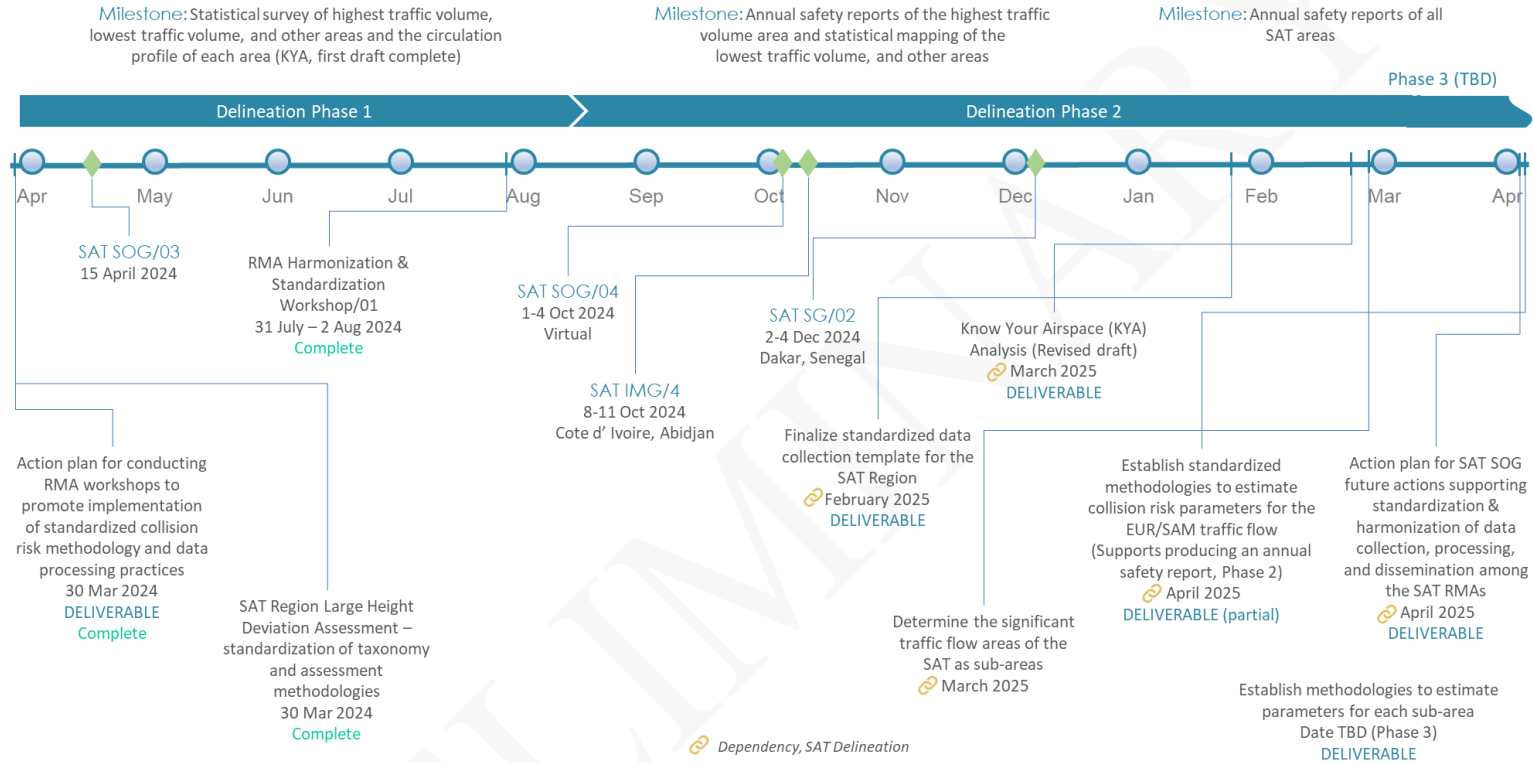 Milestone: Statistical survey of highest traffic volume,
lowest traffic volume, and other areas and the circulation
profile of each area (KYA, first draft complete)
Milestone: Annual safety reports of the highest traffic
volume area and statistical mapping of the
lowest traffic volume, and other areas
Milestone: Annual safety reports of all
SAT areas
Phase 3 (TBD)
Delineation Phase 1
Delineation Phase 2
Apr
May
Jun
Jul
Aug
Sep
Oct
Nov
Dec
Jan
Feb
Mar
Apr
SAT SOG/03
15 April 2024
RMA Harmonization &
Standardization
Workshop/01
31 July – 2 Aug 2024
Complete
SAT SOG/04
1-4 Oct 2024
Virtual
SAT IMG/4
8-11 Oct 2024
Cote d’ Ivoire, Abidjan
SAT SG/02
2-4 Dec 2024
Dakar, Senegal
Know Your Airspace (KYA)
Analysis (Revised draft)
March 2025
DELIVERABLE
Action plan for conducting
RMA workshops to
promote implementation
of standardized collision
risk methodology and data
processing practices
30 Mar 2024
DELIVERABLE
Complete
SAT Region Large Height
Deviation Assessment –
standardization of taxonomy
and assessment
methodologies
30 Mar 2024
Complete
Finalize standardized data
collection template for the
SAT Region
February 2025
DELIVERABLE
Determine the significant
traffic flow areas of the
SAT as sub-areas
March 2025
Establish standardized
methodologies to estimate
collision risk parameters for the
EUR/SAM traffic flow
(Supports producing an annual
safety report, Phase 2)
April 2025
DELIVERABLE (partial)
Action plan for SAT SOG
future actions supporting
standardization &
harmonization of data
collection, processing,
and dissemination among
the SAT RMAs
April 2025
DELIVERABLE
Establish methodologies to estimate
parameters for each sub-area
Date TBD (Phase 3)
DELIVERABLE
Dependency, SAT Delineation